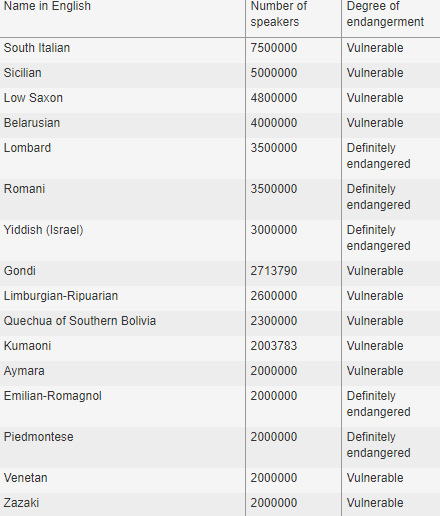 Name in English Number of speakers Degree of endangerment
South Italian 7500000 Vulnerable
Sicilian 5000000 Vulnerable
Low Saxon 4800000 Vulnerable
Belarusian 4000000 Vulnerable
Lombard 3500000 Definitely endangered
Romani 3500000 Definitely endangered
Yiddish (Israel) 3000000 Definitely endangered
Gondi 2713790 Vulnerable
Limburgian-Ripuarian 2600000 Vulnerable
Quechua of Southern Bolivia 2300000 Vulnerable
Kumaoni 2003783 Vulnerable
Aymara 2000000 Vulnerable
Emilian-Romagnol 2000000 Definitely endangered
Piedmontese 2000000 Definitely endangered
Venetan 2000000 Vulnerable
Zazaki 2000000 Vulnerable